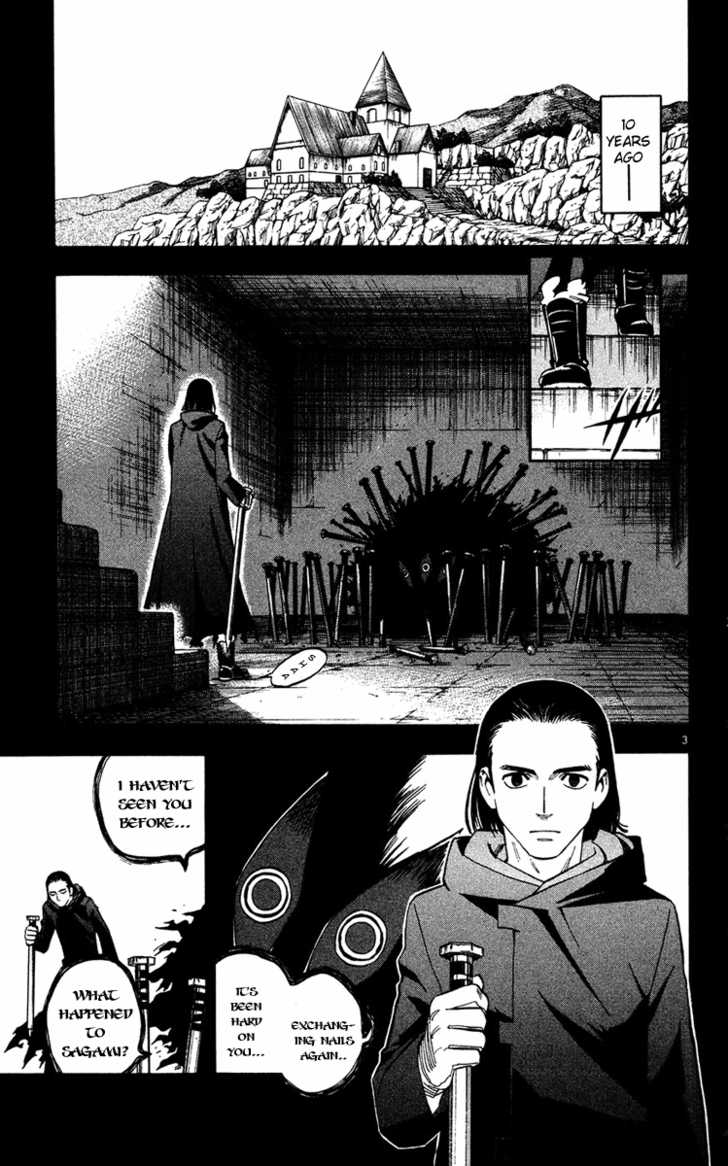 10
YEARS
AGO
—
SHAA
3
I HAVEN'T
SEEN YOU
BEFORE...
WHAT
HAPPENED
TO
SAGAMI?
IT'S
BEEN
HARD
ON
YOU...
EXCHANG-
ING NAILS
AGAIN..